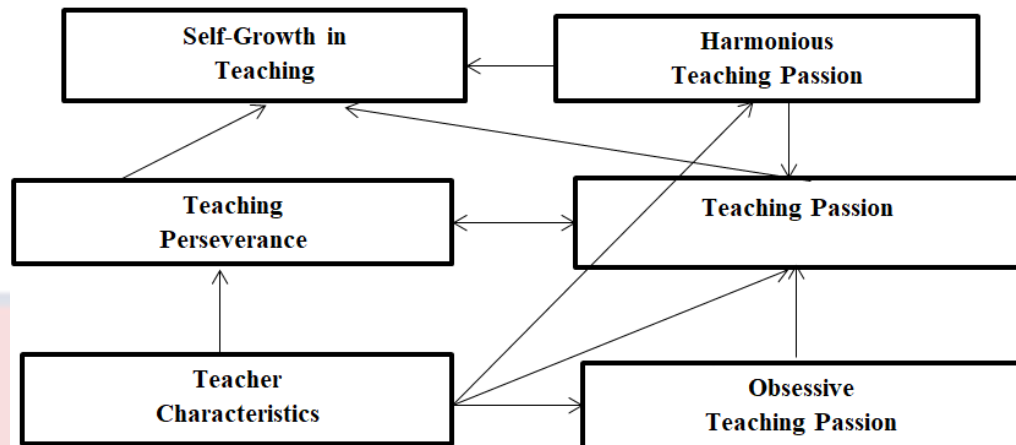 Self-Growth in
Teaching
Harmonious
Teaching Passion
Teaching
Perseverance
Teaching Passion
Teacher
Characteristics
Obsessive
Teaching Passion